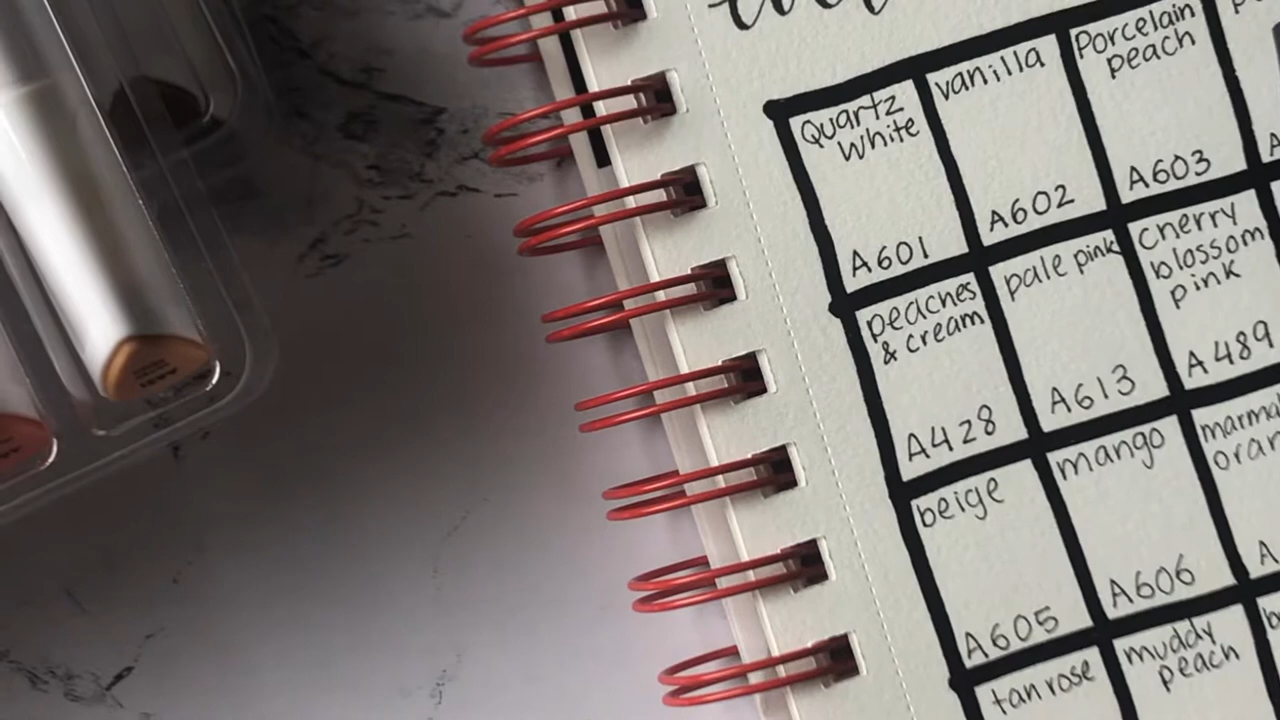 Quartz
White
A601
vanilla
A602
Porcelain
peach
A603
peaches
& cream
A428
pale pink
A613
cherry
blossom
pink
A489
beige
A605
mango
A606
A
tan rose
muddy
peach